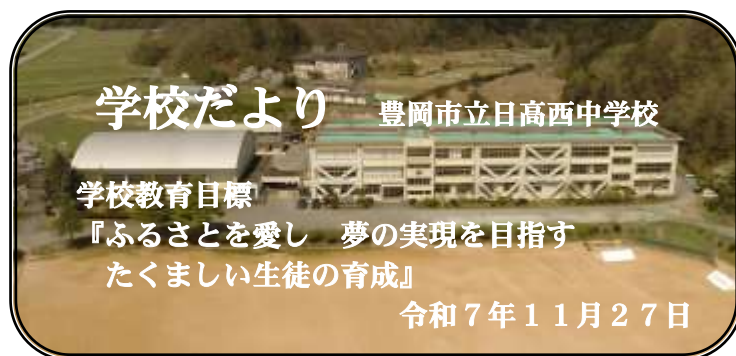 学校だより　豊岡市立日高西中学校
学校教育目標
『ふるさとを愛し　夢の実現を目指す
たくましい生徒の育成』
令和７年１１月２７日